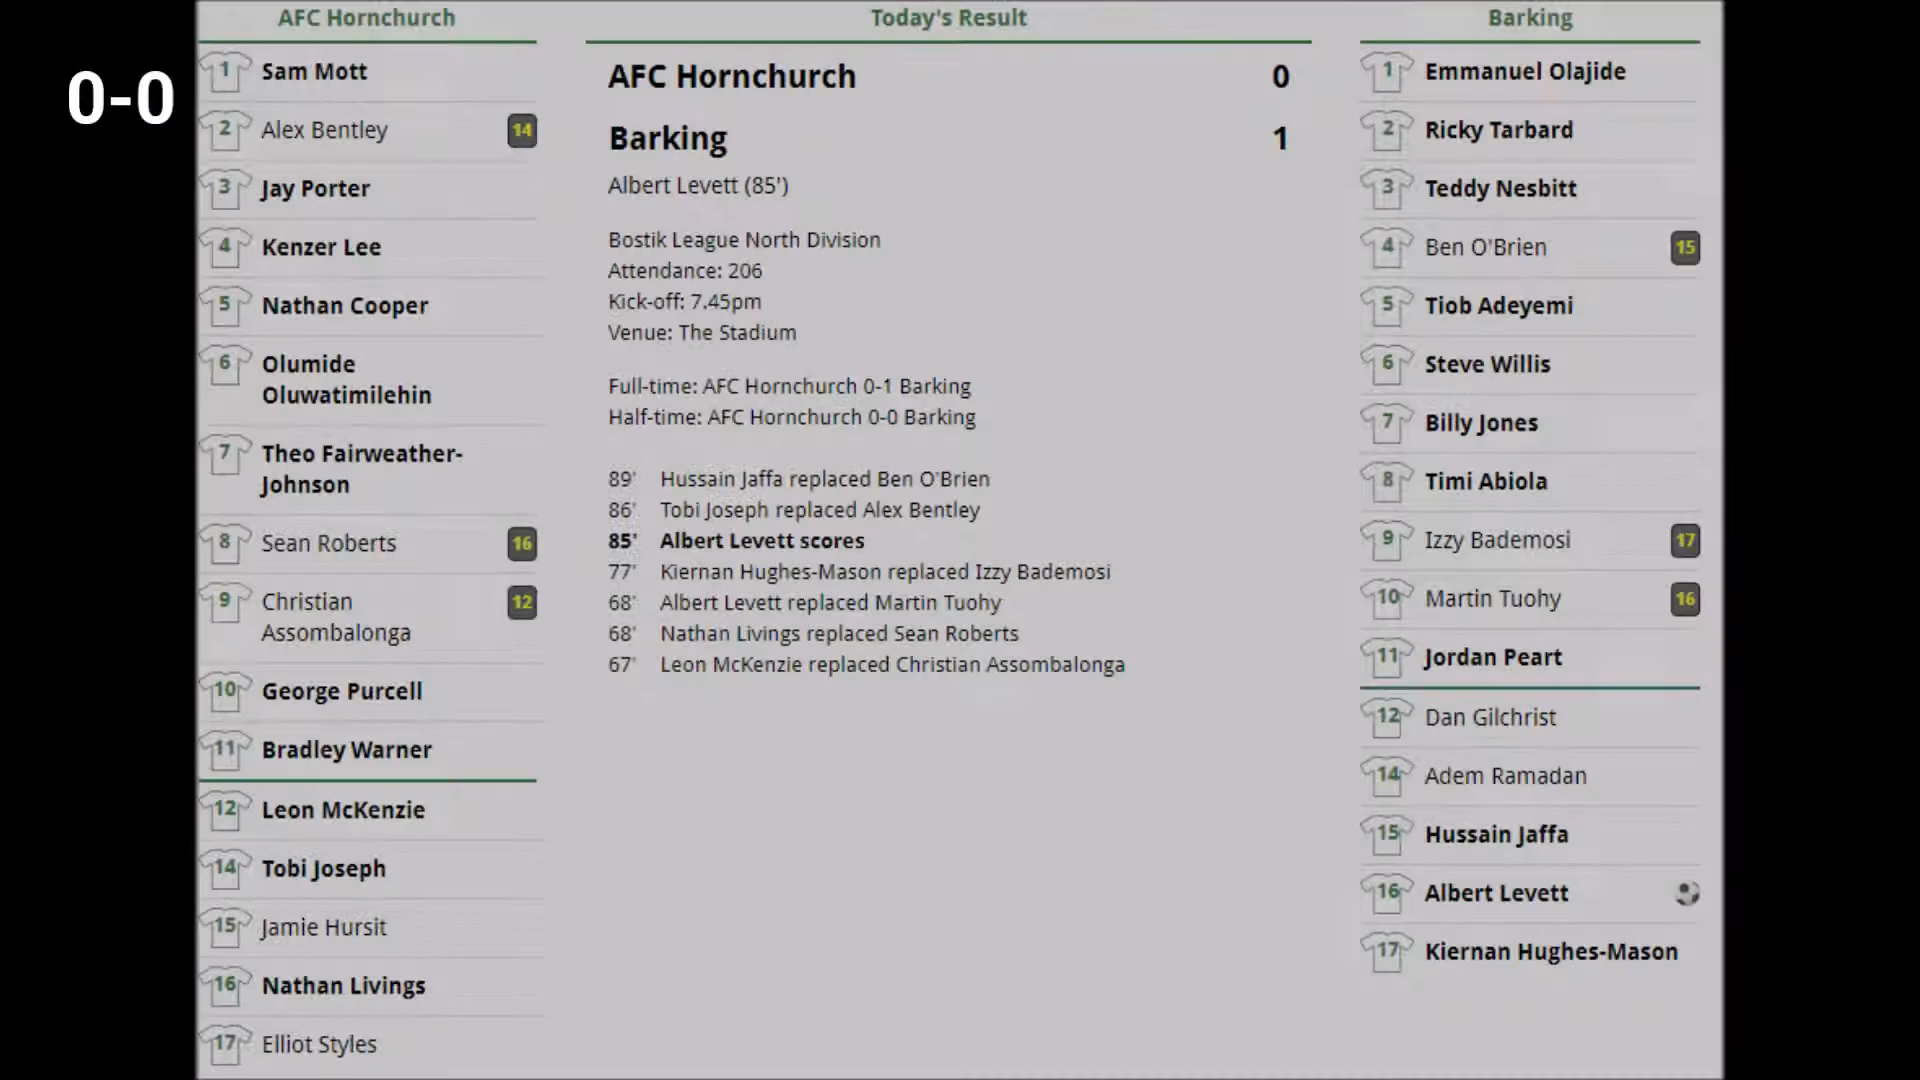 0-0
AFC Hornchurch
1 Sam Mott
2 Alex Bentley 14
3 Jay Porter
4 Kenzer Lee
5 Nathan Cooper
6 Olumide
Oluwatimilehin
7 Theo Fairweather-
Johnson
8 Sean Roberts 16
9 Christian 12
Assombalonga
10 George Purcell
11 Bradley Warner
12 Leon McKenzie
14 Tobi Joseph
15 Jamie Hursit
16 Nathan Livings
17 Elliot Styles
Today's Result
AFC Hornchurch 0
Barking 1
Albert Levett (85')
Bostik League North Division
Attendance: 206
Kick-off: 7.45pm
Venue: The Stadium
Full-time: AFC Hornchurch 0-1 Barking
Half-time: AFC Hornchurch 0-0 Barking
89' Hussain Jaffa replaced Ben O'Brien
86' Tobi Joseph replaced Alex Bentley
85' Albert Levett scores
77' Kiernan Hughes-Mason replaced Izzy Bademosi
68' Albert Levett replaced Martin Tuohy
68' Nathan Livings replaced Sean Roberts
67' Leon McKenzie replaced Christian Assombalonga
Barking
1 Emmanuel Olajide
2 Ricky Tarbard
3 Teddy Nesbitt
4 Ben O'Brien 15
5 Tiob Adeyemi
6 Steve Willis
7 Billy Jones
8 Timi Abiola
9 Izzy Bademosi 17
10 Martin Tuohy 16
11 Jordan Peart
12 Dan Gilchrist
14 Adem Ramadan
15 Hussain Jaffa
16 Albert Levett
17 Kiernan Hughes-Mason